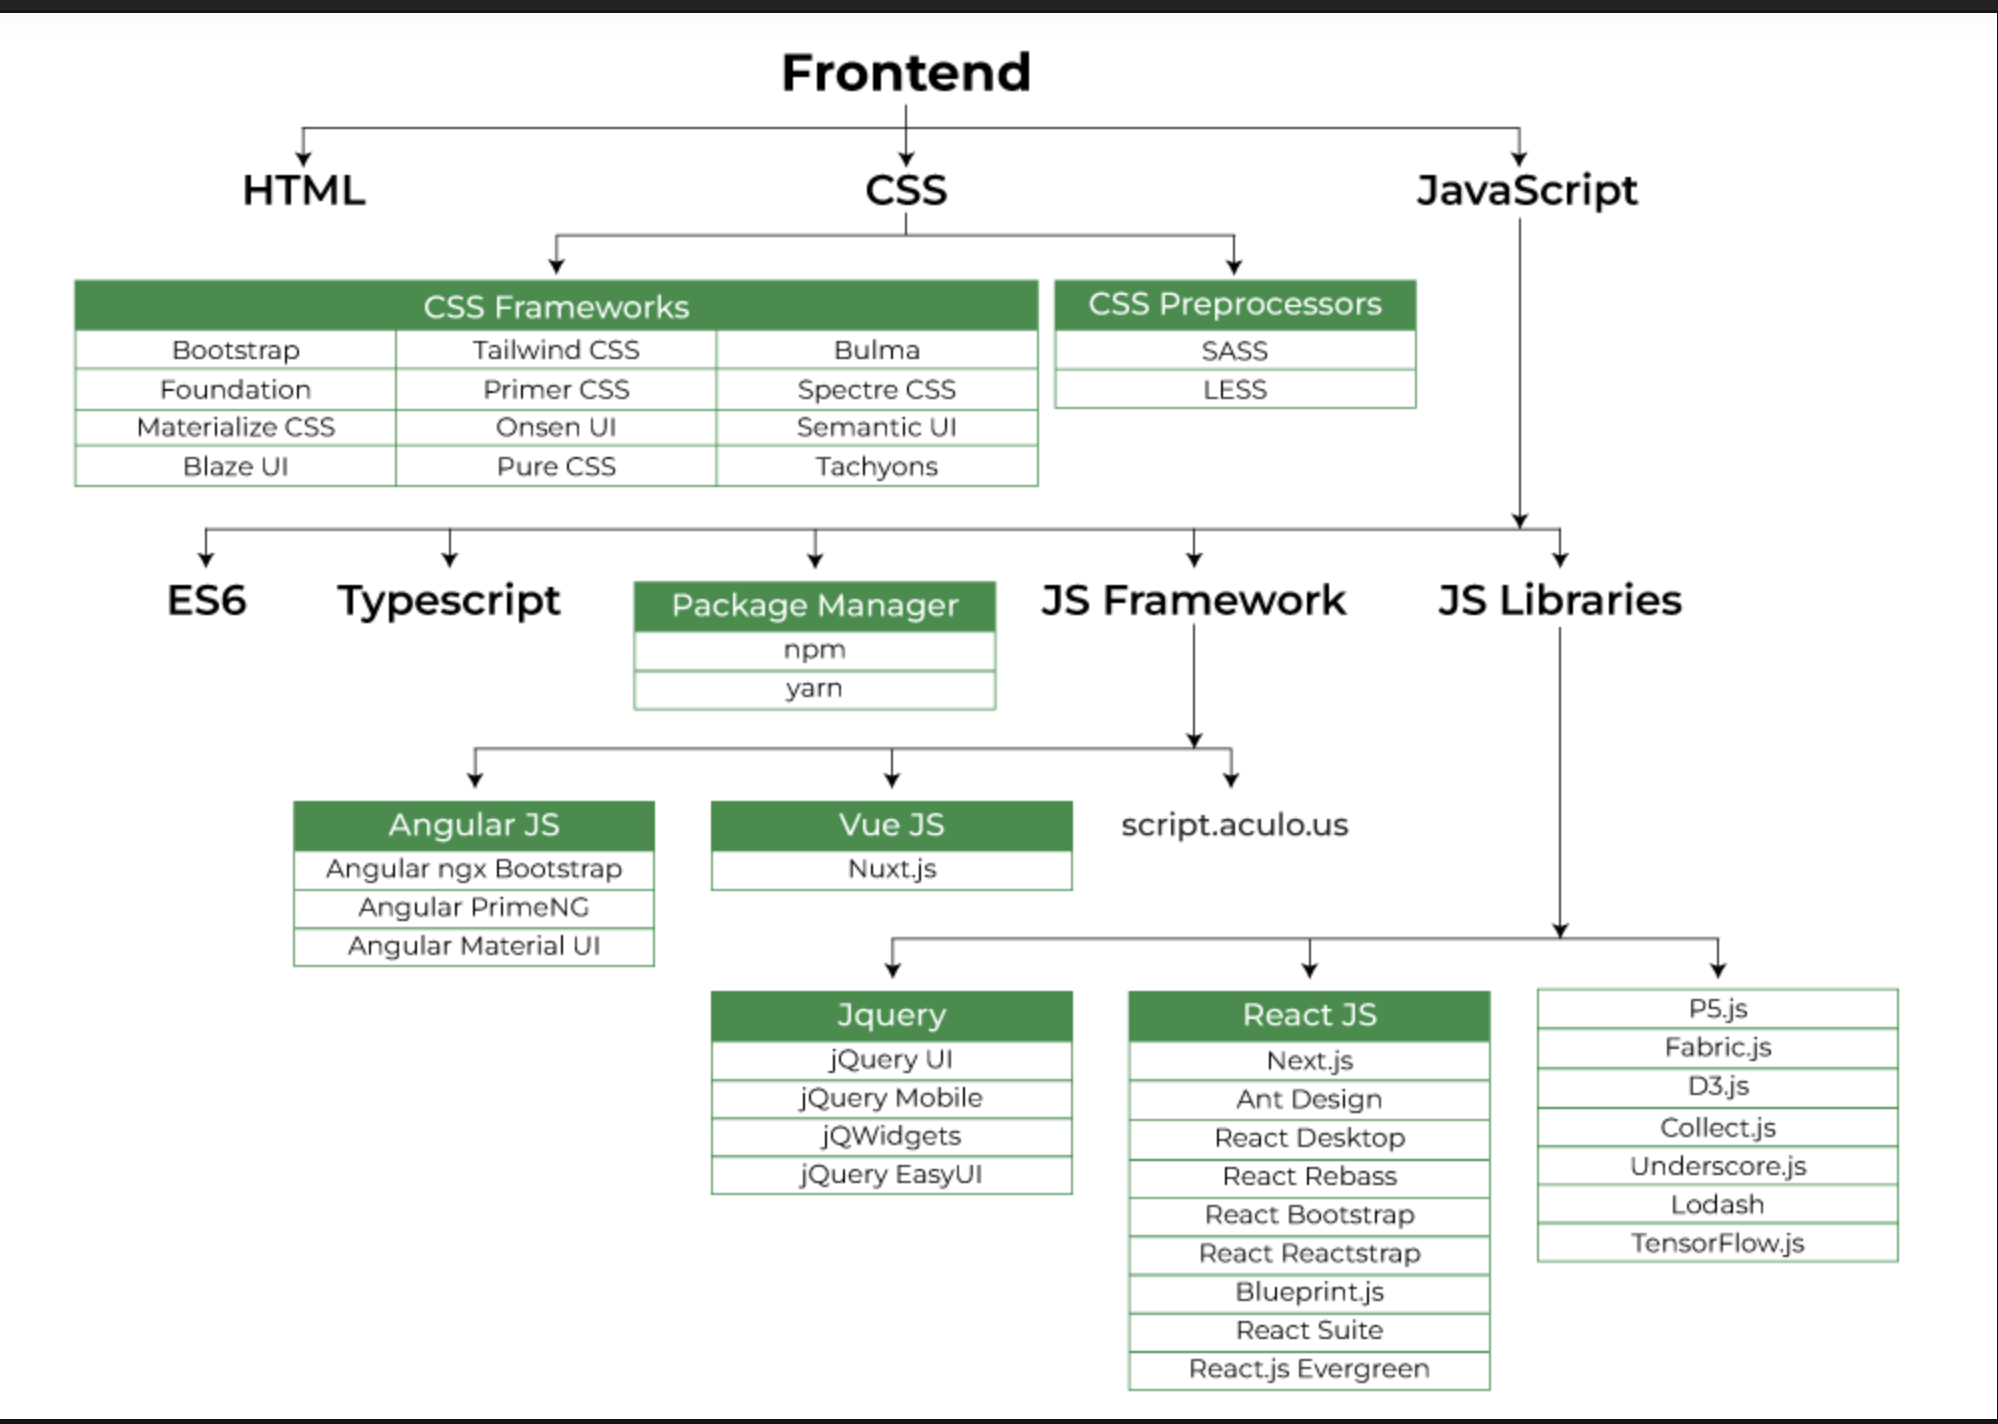 Frontend
HTML
CSS
JavaScript
CSS Frameworks
Bootstrap
Tailwind CSS
Bulma
Foundation
Primer CSS
Spectre CSS
Materialize CSS
Onsen UI
Semantic UI
Blaze UI
Pure CSS
Tachyons
CSS Preprocessors
SASS
LESS
ES6
Typescript
Package Manager
npm
yarn
JS Framework
JS Libraries
Angular JS
Angular ngx Bootstrap
Angular PrimeNG
Angular Material UI
Vue JS
Nuxt.js
script.aculo.us
Jquery
jQuery UI
jQuery Mobile
jQWidgets
jQuery EasyUI
React JS
Next.js
Ant Design
React Desktop
React Rebass
React Bootstrap
React Reactstrap
Blueprint.js
React Suite
React.js Evergreen
P5.js
Fabric.js
D3.js
Collect.js
Underscore.js
Lodash
TensorFlow.js